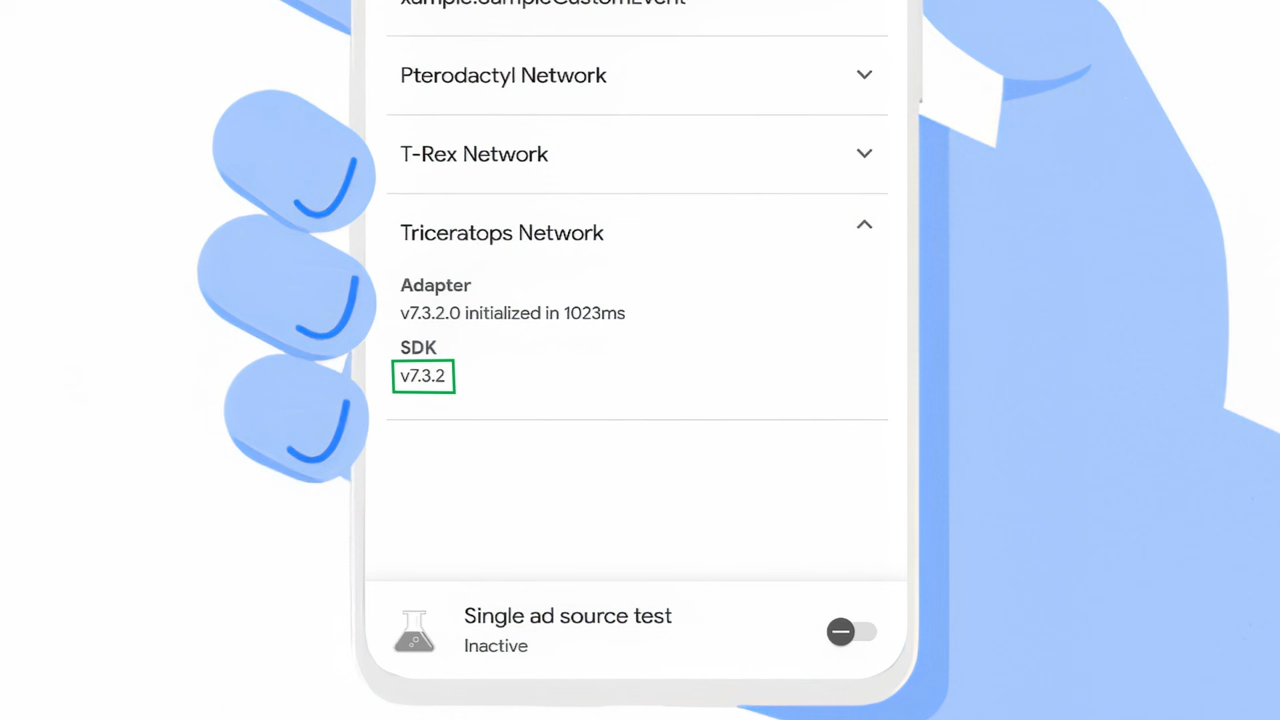 Pterodactyl Network
T-Rex Network
Triceratops Network
Adapter
v7.3.2.0 initialized in 1023ms
SDK
v7.3.2
Single ad source test
Inactive